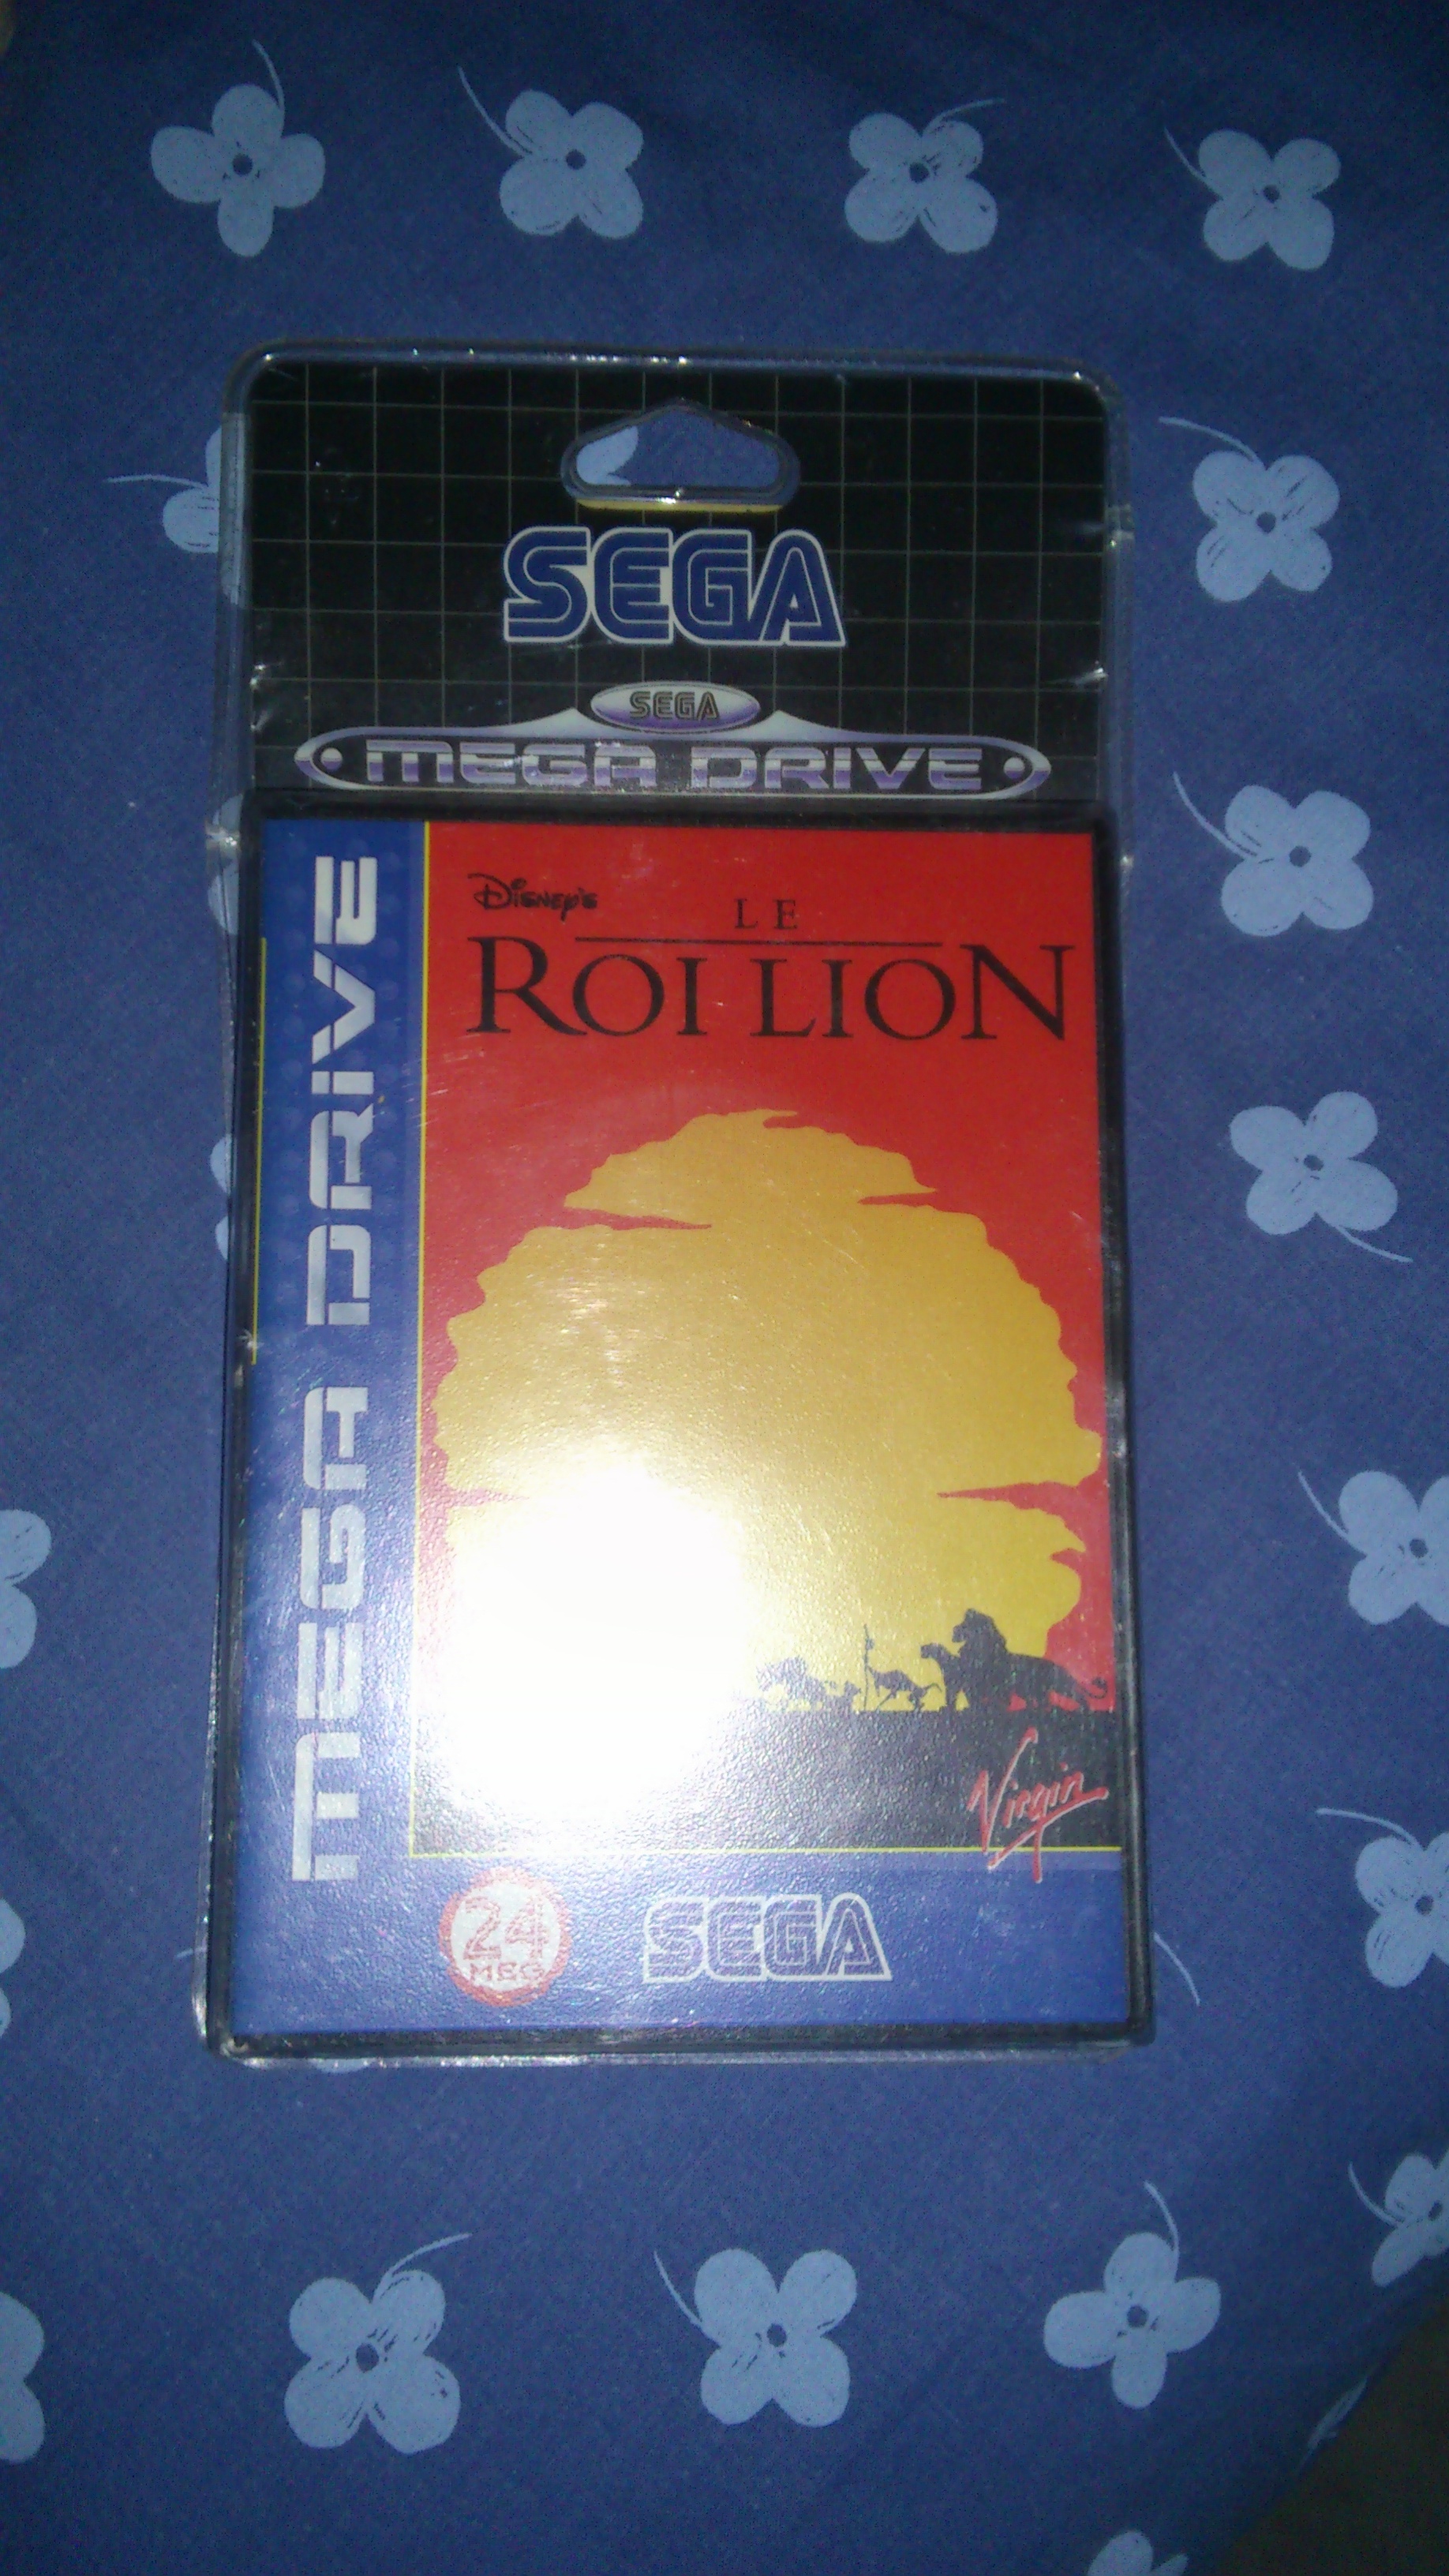 SEGA
SEGA
MEGA DRIVE
MEGA DRIVE
Disney's
LE
ROI LION
Virgin
24
MEG
SEGA